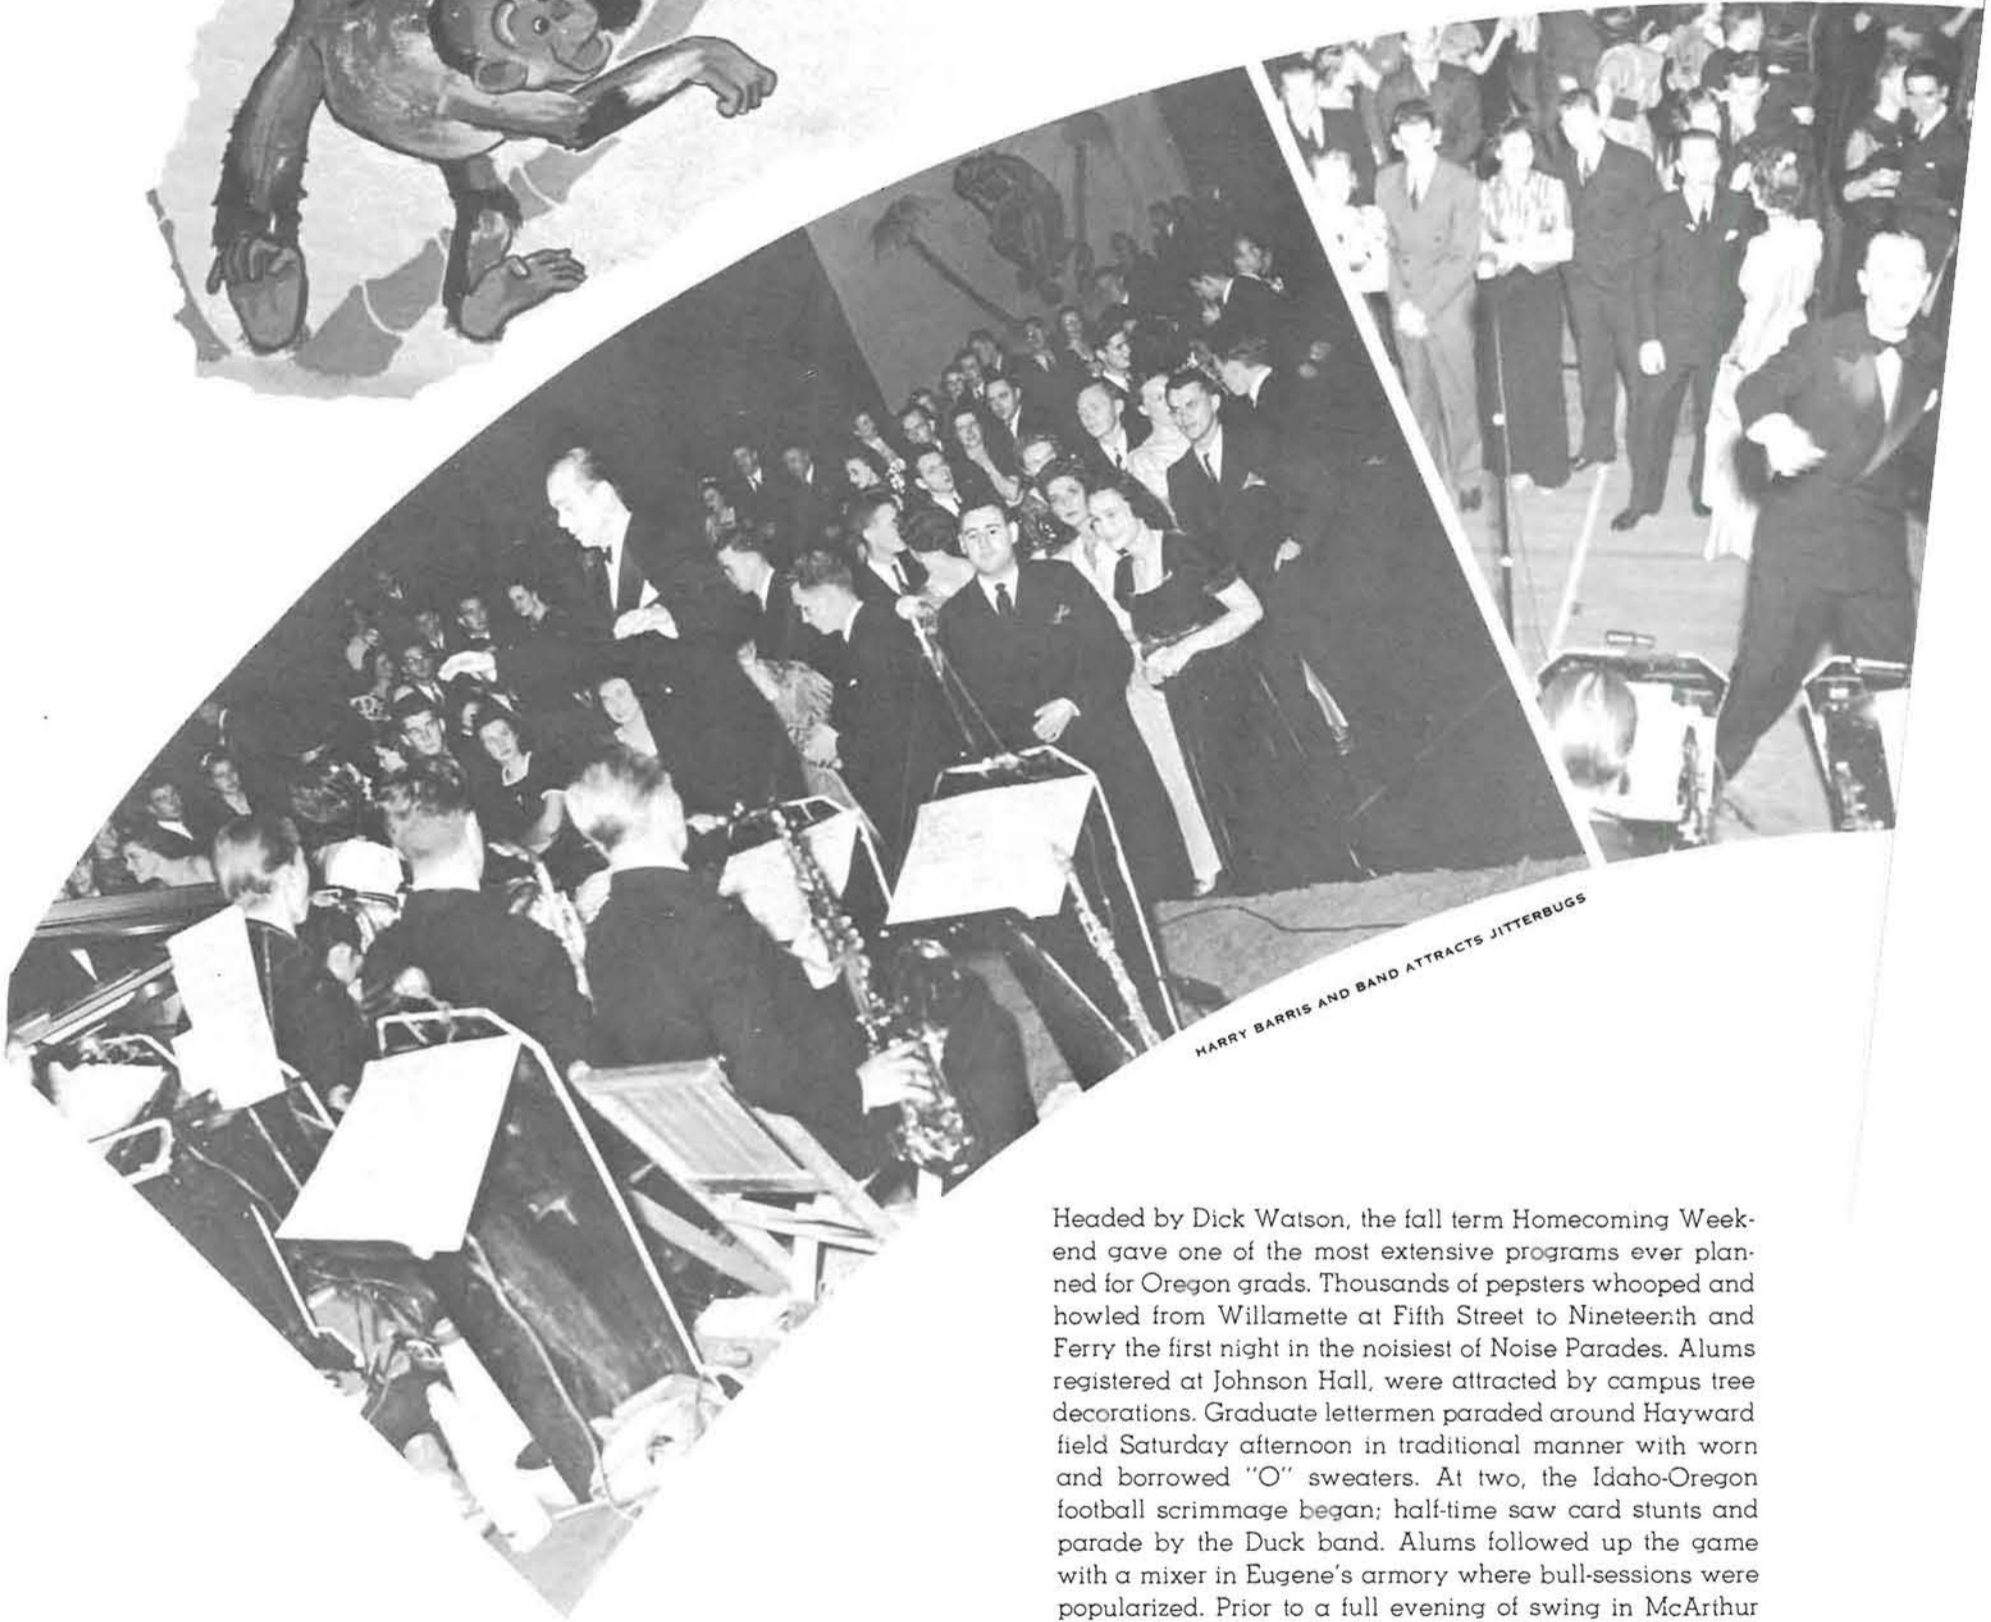 HARRY BARRIS AND BAND ATTRACTS JITTERBUGS
Headed by Dick Watson, the fall term Homecoming Week-
end gave one of the most extensive programs ever plan-
ned for Oregon grads. Thousands of pepsters whooped and
howled from Willamette at Fifth Street to Nineteenth and
Ferry the first night in the noisiest of Noise Parades. Alums
registered at Johnson Hall, were attracted by campus tree
decorations. Graduate lettermen paraded around Hayward
field Saturday afternoon in traditional manner with worn
and borrowed "O" sweaters. At two, the Idaho-Oregon
football scrimmage began; half-time saw card stunts and
parade by the Duck band. Alums followed up the game
with a mixer in Eugene's armory where bull-sessions were
popularized. Prior to a full evening of swing in McArthur